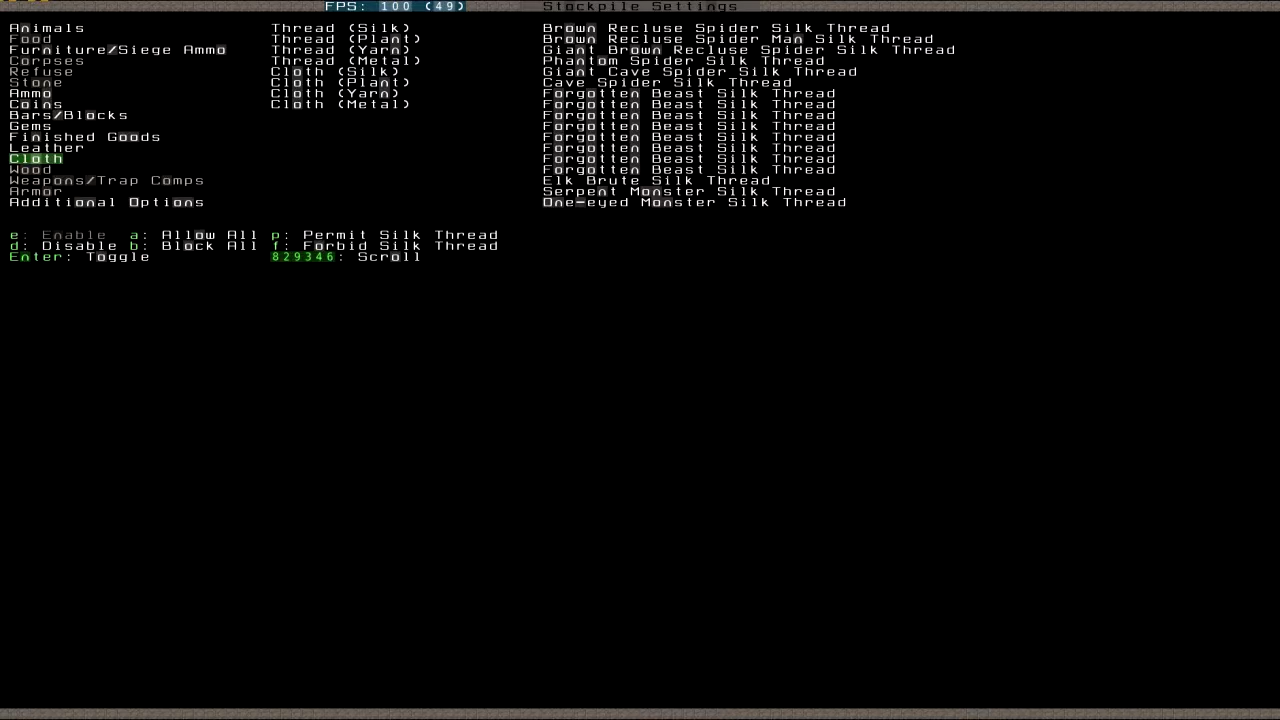 FPS: 100 (49) Stockpile Settings
Animals Thread (Silk) Brown Recluse Spider Silk Thread
Food Thread (Plant) Brown Recluse Spider Man Silk Thread
Furniture/Siege Ammo Thread (Yarn) Giant Brown Recluse Spider Silk Thread
Corpses Thread (Metal) Phantom Spider Silk Thread
Refuse Cloth (Silk) Giant Cave Spider Silk Thread
Stone Cloth (Plant) Cave Spider Silk Thread
Ammo Cloth (Yarn) Forgotten Beast Silk Thread
Coins Cloth (Metal) Forgotten Beast Silk Thread
Bars/Blocks Forgotten Beast Silk Thread
Gems Forgotten Beast Silk Thread
Finished Goods Forgotten Beast Silk Thread
Leather Forgotten Beast Silk Thread
Cloth Forgotten Beast Silk Thread
Wood Forgotten Beast Silk Thread
Weapons/Trap Comps Elk Brute Silk Thread
Armor Serpent Monster Silk Thread
Additional Options One-eyed Monster Silk Thread
e: Enable a: Allow All p: Permit Silk Thread
d: Disable b: Block All f: Forbid Silk Thread
Enter: Toggle 829346: Scroll